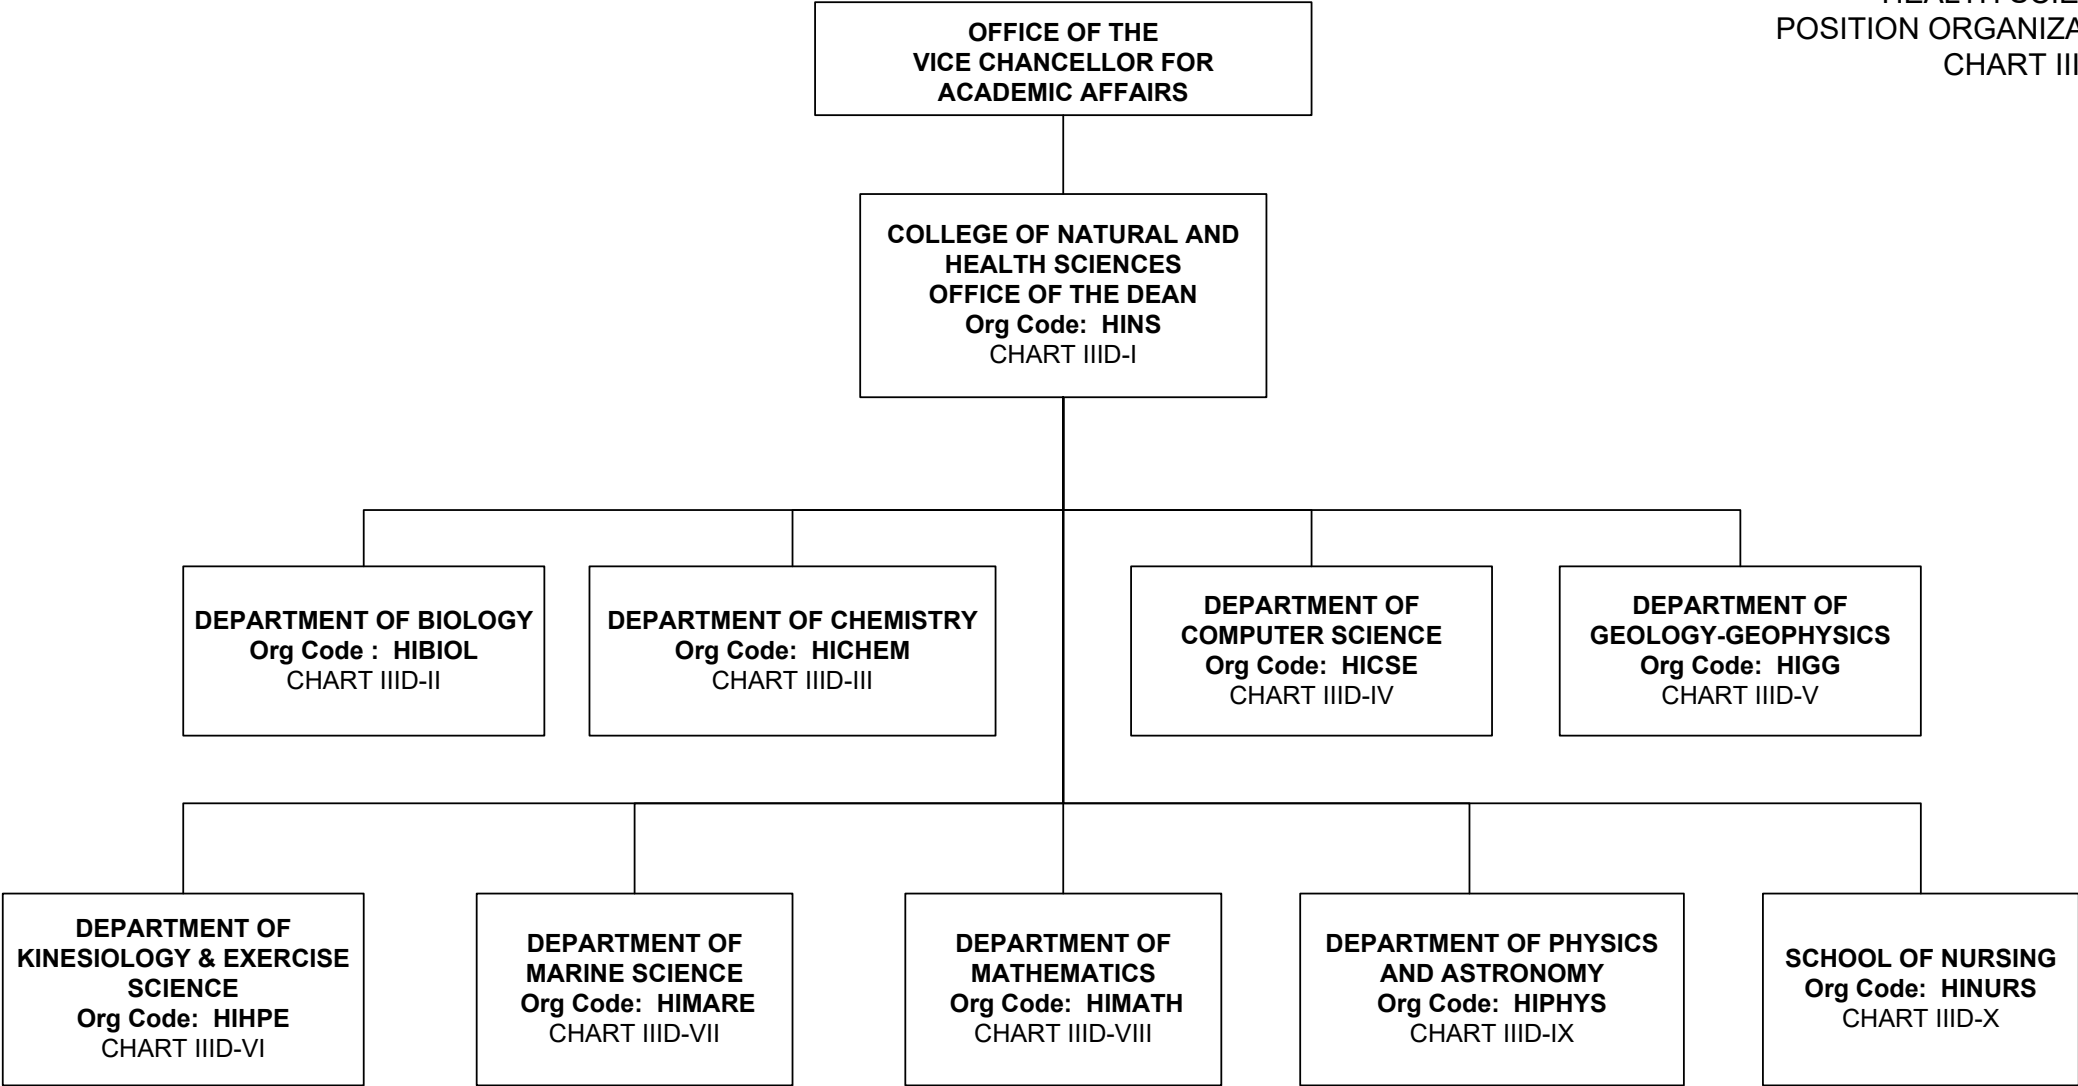 POSITION ORGANIZA
CHART III
OFFICE OF THE
VICE CHANCELLOR FOR
ACADEMIC AFFAIRS
COLLEGE OF NATURAL AND
HEALTH SCIENCES
OFFICE OF THE DEAN
Org Code: HINS
CHART IIID-I
DEPARTMENT OF BIOLOGY
Org Code : HIBIOL
CHART IIID-II
DEPARTMENT OF CHEMISTRY
Org Code: HICHEM
CHART IIID-III
DEPARTMENT OF
COMPUTER SCIENCE
Org Code: HICSE
CHART IIID-IV
DEPARTMENT OF
GEOLOGY-GEOPHYSICS
Org Code: HIGG
CHART IIID-V
DEPARTMENT OF
KINESIOLOGY & EXERCISE
SCIENCE
Org Code: HIHPE
CHART IIID-VI
DEPARTMENT OF
MARINE SCIENCE
Org Code: HIMARE
CHART IIID-VII
DEPARTMENT OF
MATHEMATICS
Org Code: HIMATH
CHART IIID-VIII
DEPARTMENT OF PHYSICS
AND ASTRONOMY
Org Code: HIPHYS
CHART IIID-IX
SCHOOL OF NURSING
Org Code: HINURS
CHART IIID-X